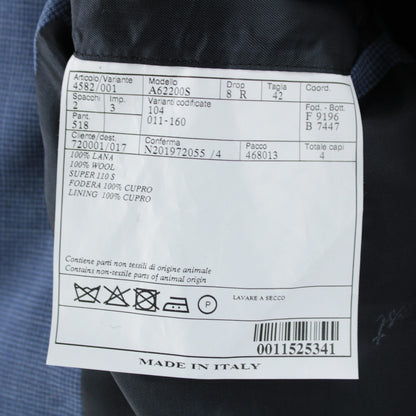 Articolo/Variante Modello Drop Taglia Coord.
4582/001 A62200S 8 R 42
Spacchi Imp. Varianti codificate Fod. - Bott.
2 3 104 F 9196
Pant. 011-160 B 7447
518
Cliente/dest. Conferma Pacco Totale capi
720001/017 N201972055 /4 468013 4
100% LANA
100% WOOL
SUPER 110 S
FODERA 100% CUPRO
LINING 100% CUPRO
Contiene parti non tessili di origine animale
Contains non-textile parts of animal origin
P LAVARE A SECCO
0011525341
MADE IN ITALY